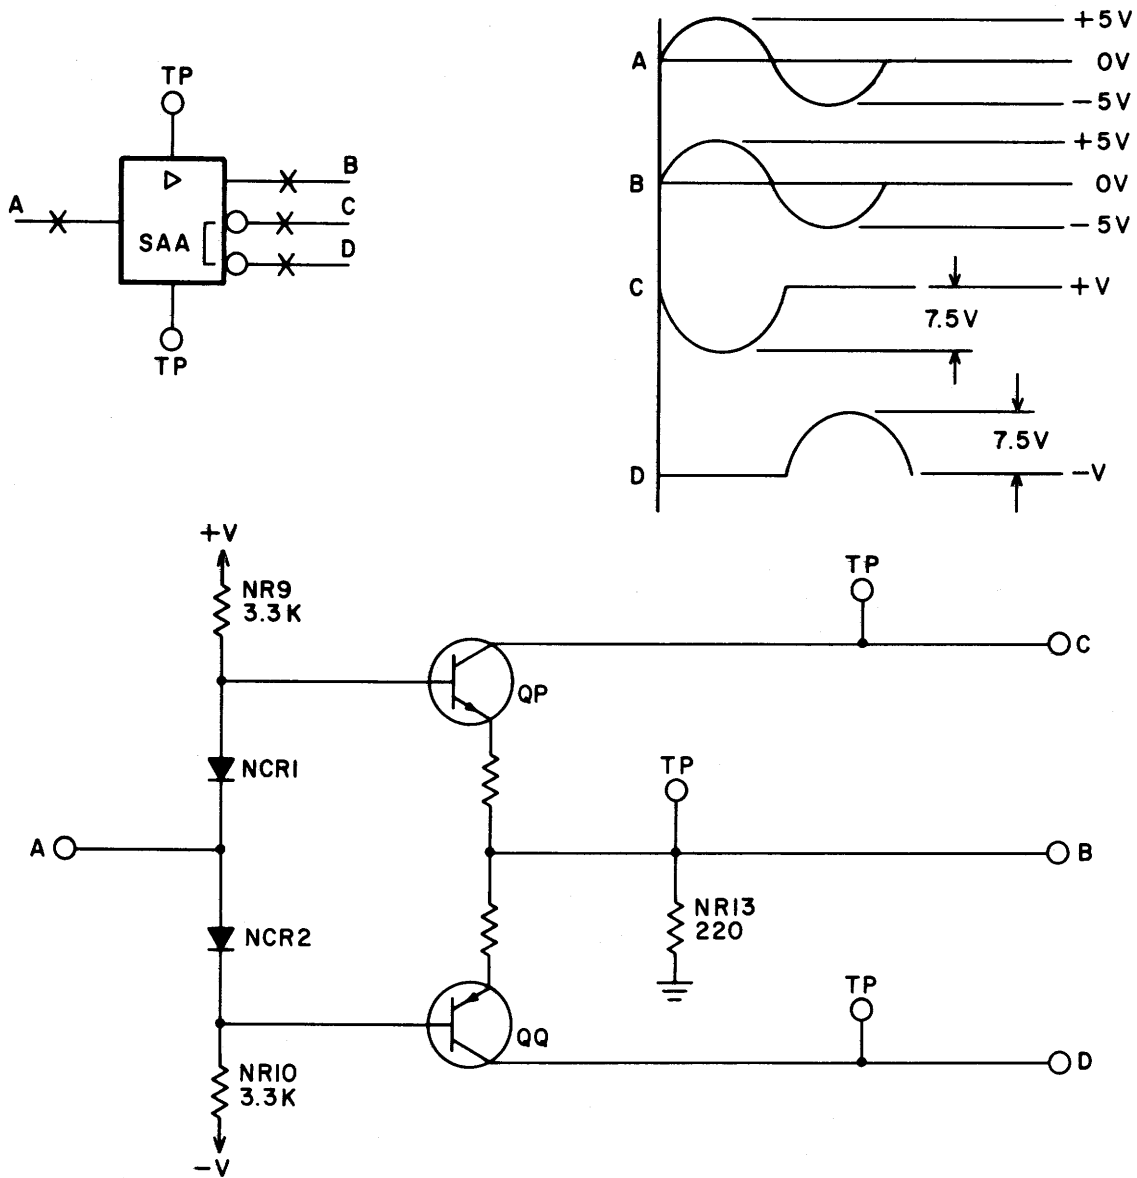 TP
A
SAA
B
C
D
TP
A
+5V
0V
-5V
B
+5V
0V
-5V
C
+V
7.5V
D
7.5V
-V
+V
NR9
3.3K
NCR1
A
NCR2
NR10
3.3K
-V
QP
QQ
TP
C
TP
B
NR13
220
TP
D